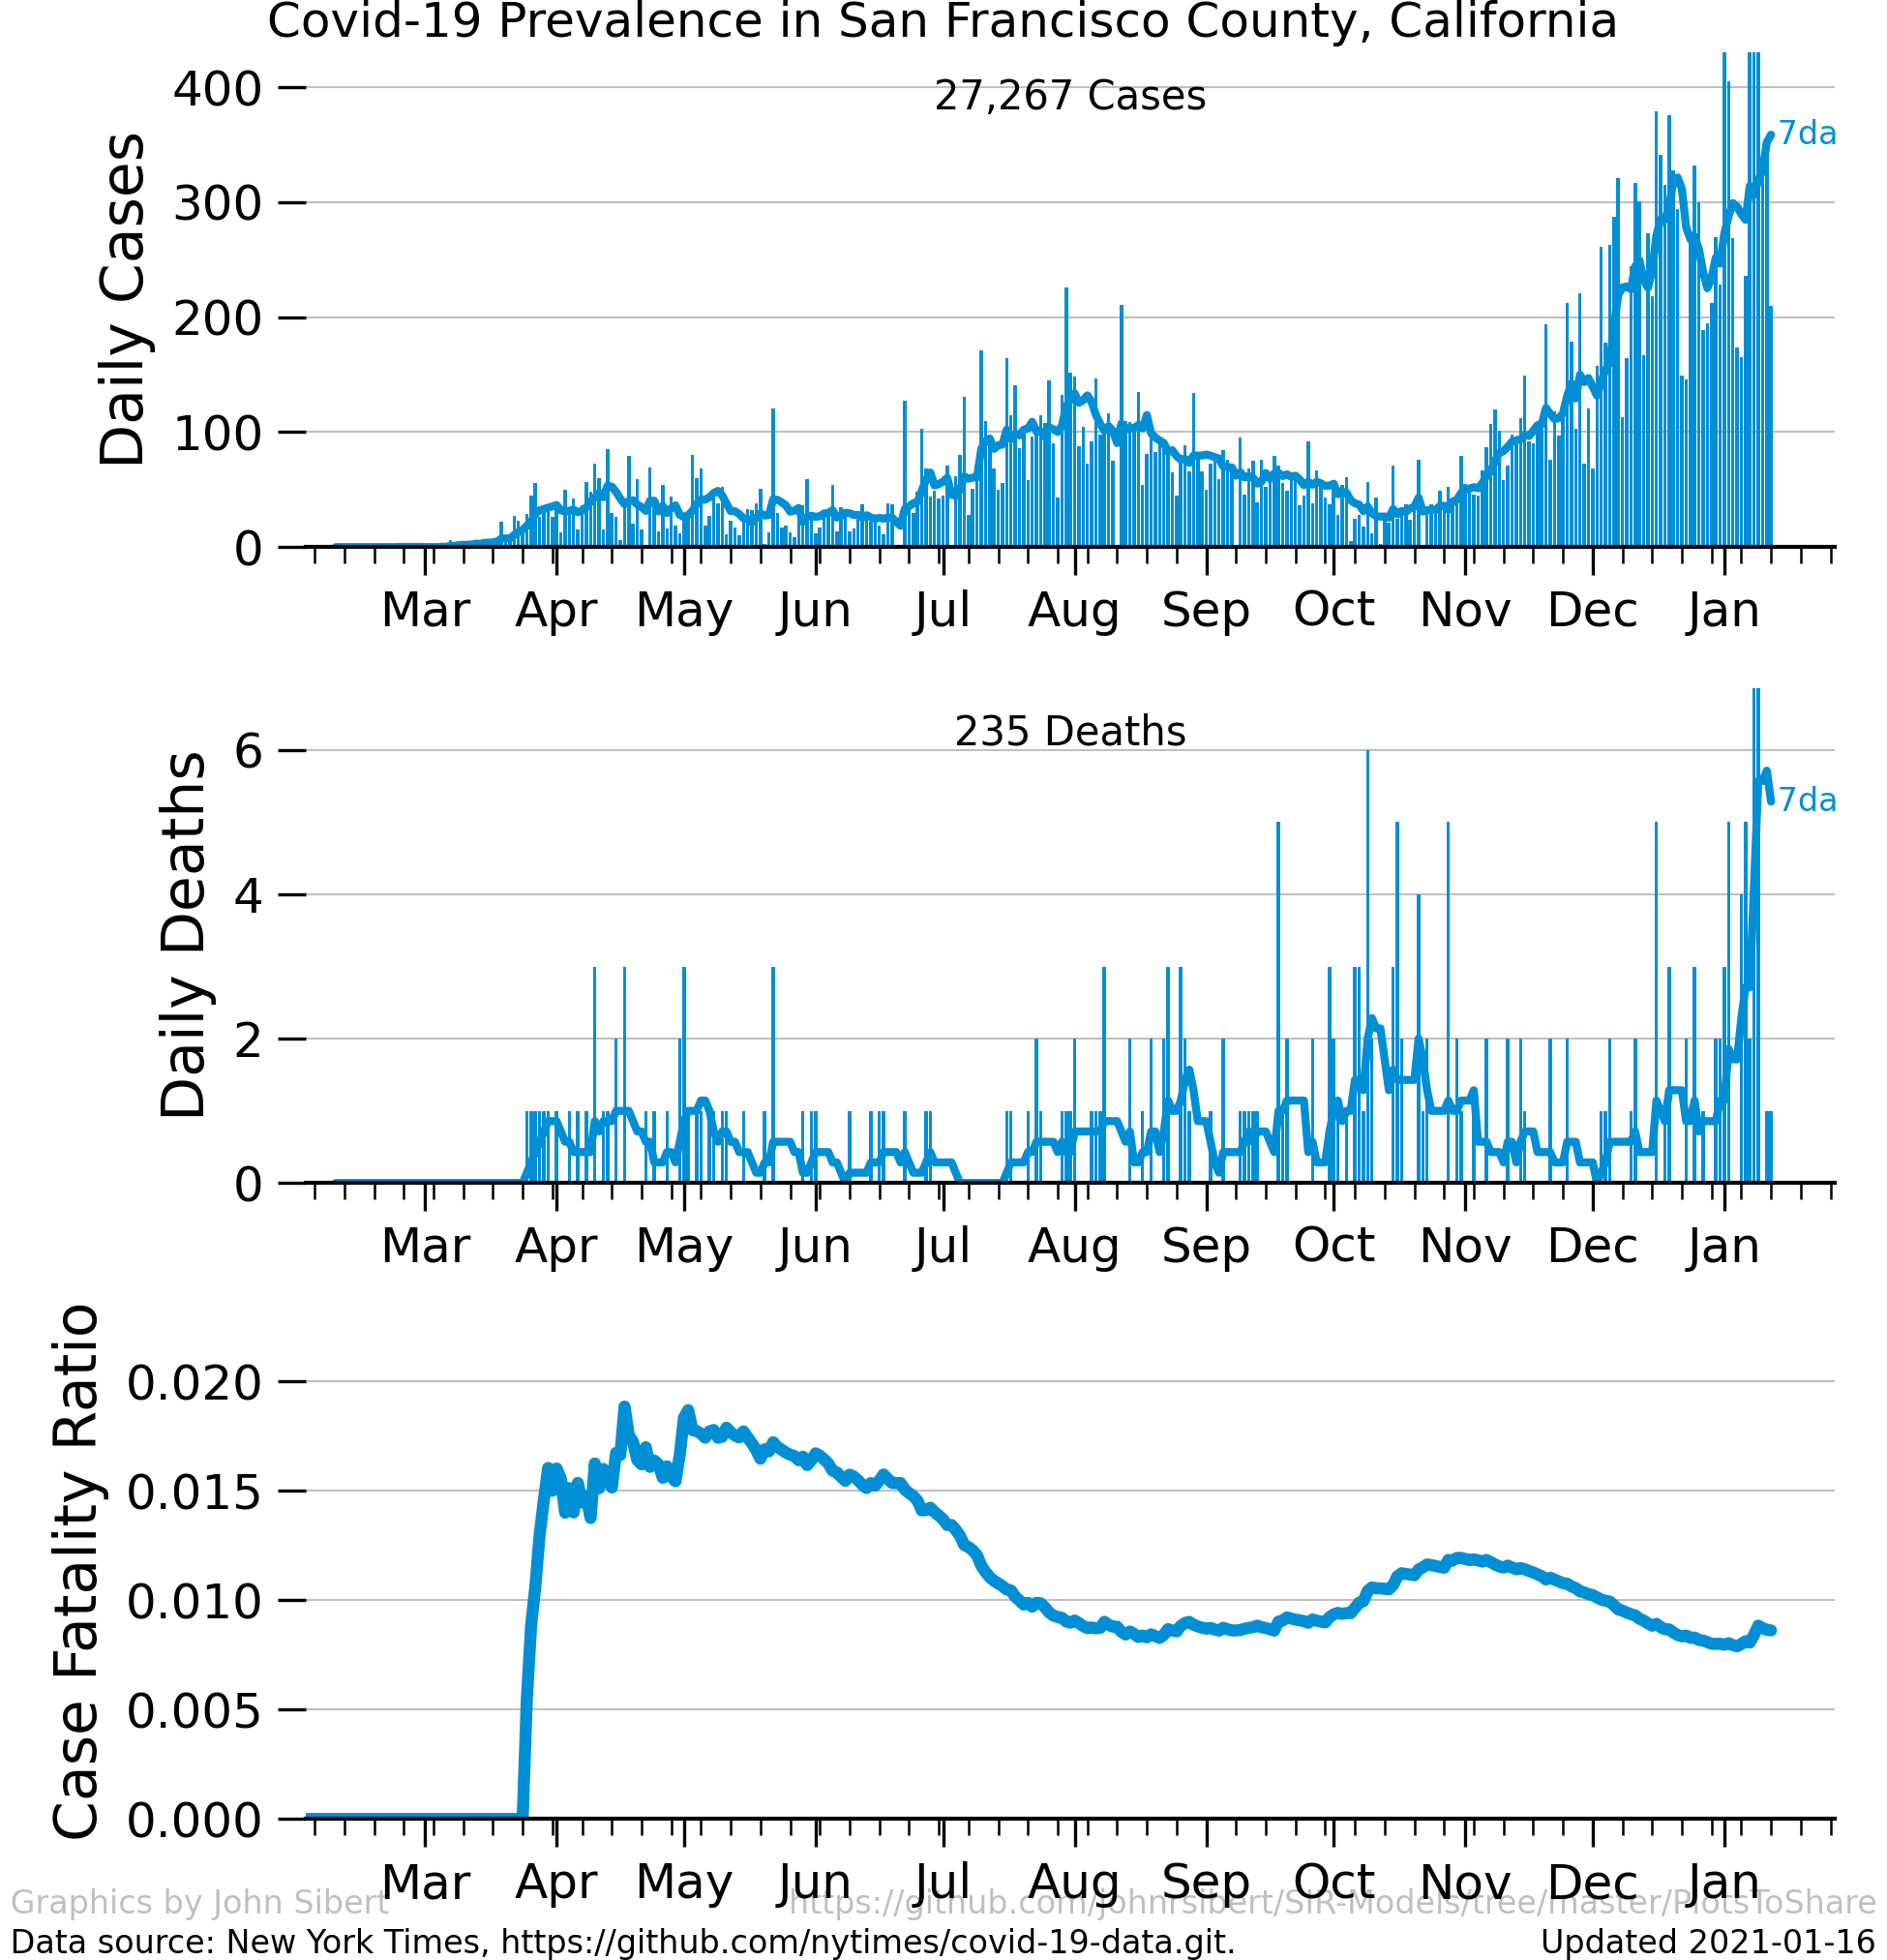 Covid-19 Prevalence in San Francisco County, California
27,267 Cases
7da
Daily Cases
400
300
200
100
0
Mar Apr May Jun Jul Aug Sep Oct Nov Dec Jan
235 Deaths
7da
Daily Deaths
6
4
2
0
Mar Apr May Jun Jul Aug Sep Oct Nov Dec Jan
Case Fatality Ratio
0.020
0.015
0.010
0.005
0.000
Mar Apr May Jun Jul Aug Sep Oct Nov Dec Jan
Graphics by John Sibert https://github.com/johnrsibert/SIR-Models/tree/master/PlotsToShare
Data source: New York Times, https://github.com/nytimes/covid-19-data.git. Updated 2021-01-16